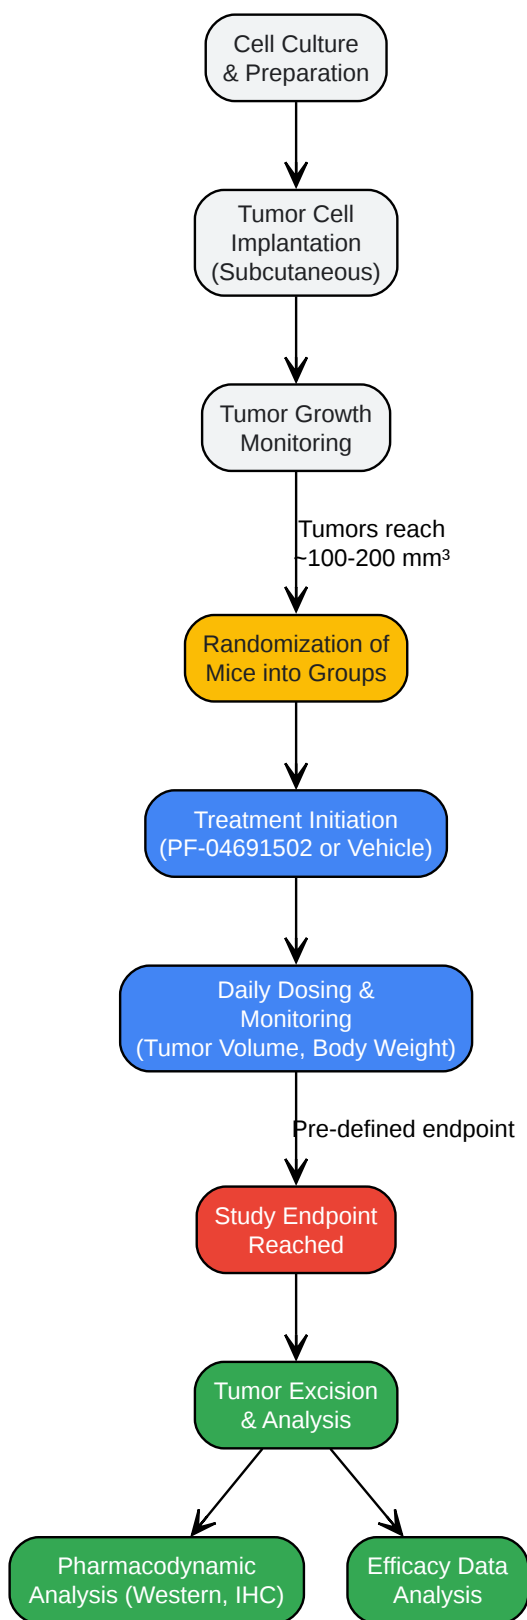 Cell Culture
& Preparation
Tumor Cell
Implantation
(Subcutaneous)
Tumor Growth
Monitoring
Tumors reach
~100-200 mm³
Randomization of
Mice into Groups
Treatment Initiation
(PF-04691502 or Vehicle)
Daily Dosing &
Monitoring
(Tumor Volume, Body Weight)
Pre-defined endpoint
Study Endpoint
Reached
Tumor Excision
& Analysis
Pharmacodynamic
Analysis (Western, IHC)
Efficacy Data
Analysis